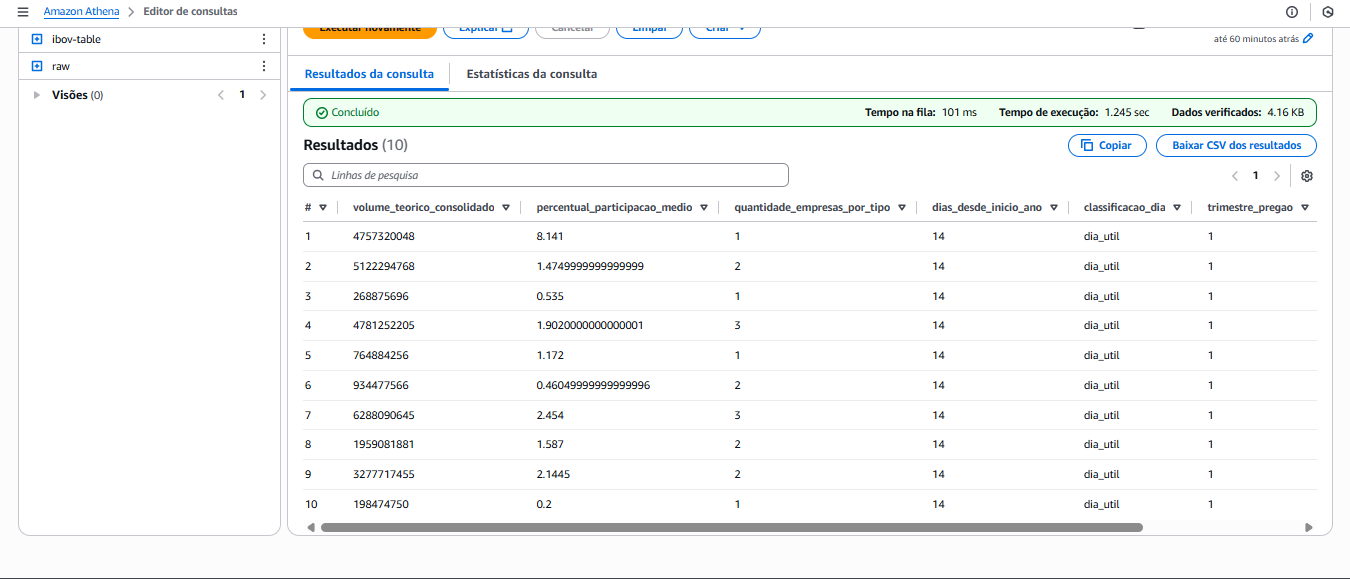 Amazon Athena > Editor de consultas
ibov-table
raw
Visões (0) < 1 >
Executar novamente Explicar Cancelar Limpar Criar
até 60 minutos atrás
Resultados da consulta Estatísticas da consulta
Concluído Tempo na fila: 101 ms Tempo de execução: 1.245 sec Dados verificados: 4.16 KB
Resultados (10) Copiar Baixar CSV dos resultados
Linhas de pesquisa < 1 >
# volume_teorico_consolidado percentual_participacao_medio quantidade_empresas_por_tipo dias_desde_inicio_ano classificacao_dia trimestre_pregao
1 4757320048 8.141 1 14 dia_util 1
2 5122294768 1.4749999999999999 2 14 dia_util 1
3 268875696 0.535 1 14 dia_util 1
4 4781252205 1.9020000000000001 3 14 dia_util 1
5 764884256 1.172 1 14 dia_util 1
6 934477566 0.46049999999999996 2 14 dia_util 1
7 6288090645 2.454 3 14 dia_util 1
8 1959081881 1.587 2 14 dia_util 1
9 3277717455 2.1445 2 14 dia_util 1
10 198474750 0.2 1 14 dia_util 1